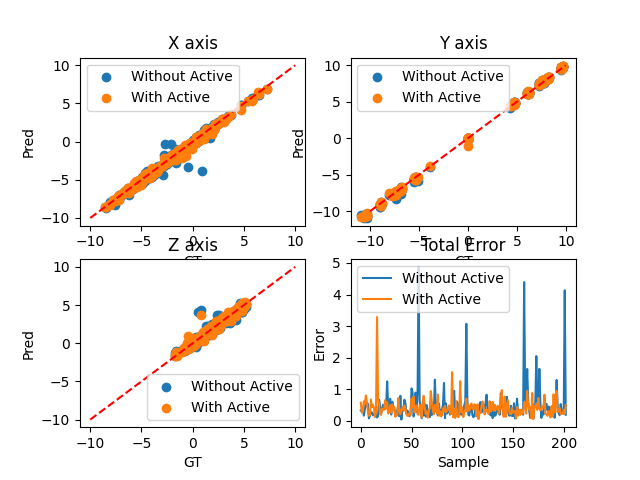 X axis
Y axis
10
5
0
−5
−10
Pred
Without Active
With Active
−10
−5
0
5
10
GT
10
5
0
−5
−10
Pred
Without Active
With Active
−10
−5
0
5
10
GT
Z axis
Total Error
10
5
0
−5
−10
Pred
Without Active
With Active
−10
−5
0
5
10
GT
5
4
3
2
1
0
Error
Without Active
With Active
0
50
100
150
200
Sample